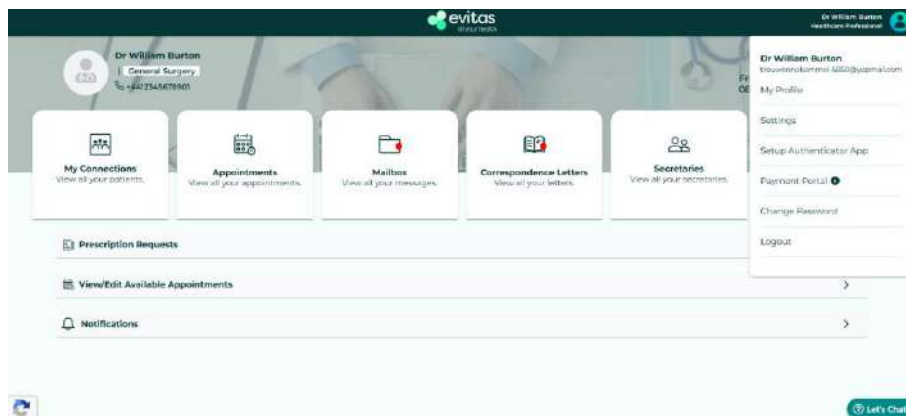 evitas
Dr William Burton
Healthcare Professional
Dr William Burton
General Surgery
My Connections
View all your patients.
Appointments
View all your appointments.
Mailbox
View all your messages.
Correspondence Letters
View all your letters.
Secretaries
View all your secretaries.
Dr William Burton
My Profile
Settings
Setup Authenticator App
Payment Portal
Change Password
Logout
Prescription Requests
View/Edit Available Appointments
Notifications
Let's Chat